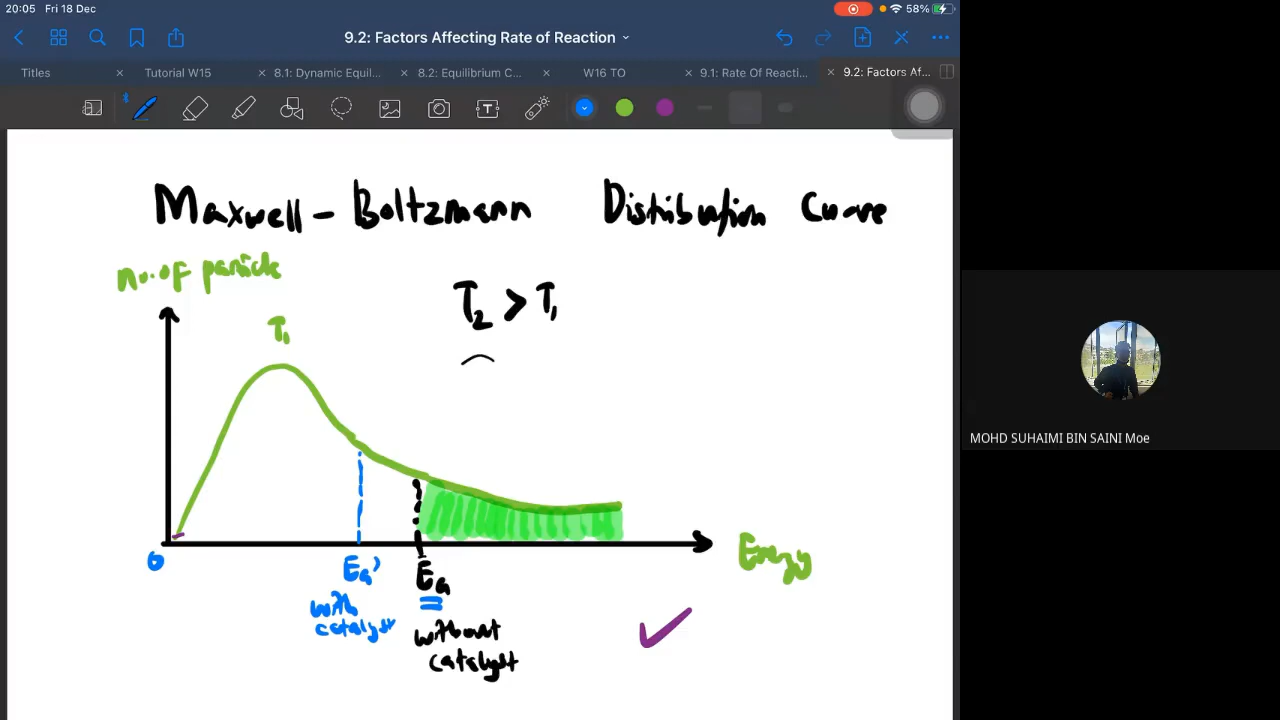 20:05 Fri 18 Dec
58%
9.2: Factors Affecting Rate of Reaction
Titles
Tutorial W15
8.1: Dynamic Equil...
8.2: Equilibrium C...
W16 TO
9.1: Rate Of Reacti...
9.2: Factors Af...
Maxwell - Boltzmann Distribution Curve
no. of particle
T2 > T1
T1
0
Ea'
Ea
Energy
with
catalyst
without
catalyst
MOHD SUHAIMI BIN SAINI Moe